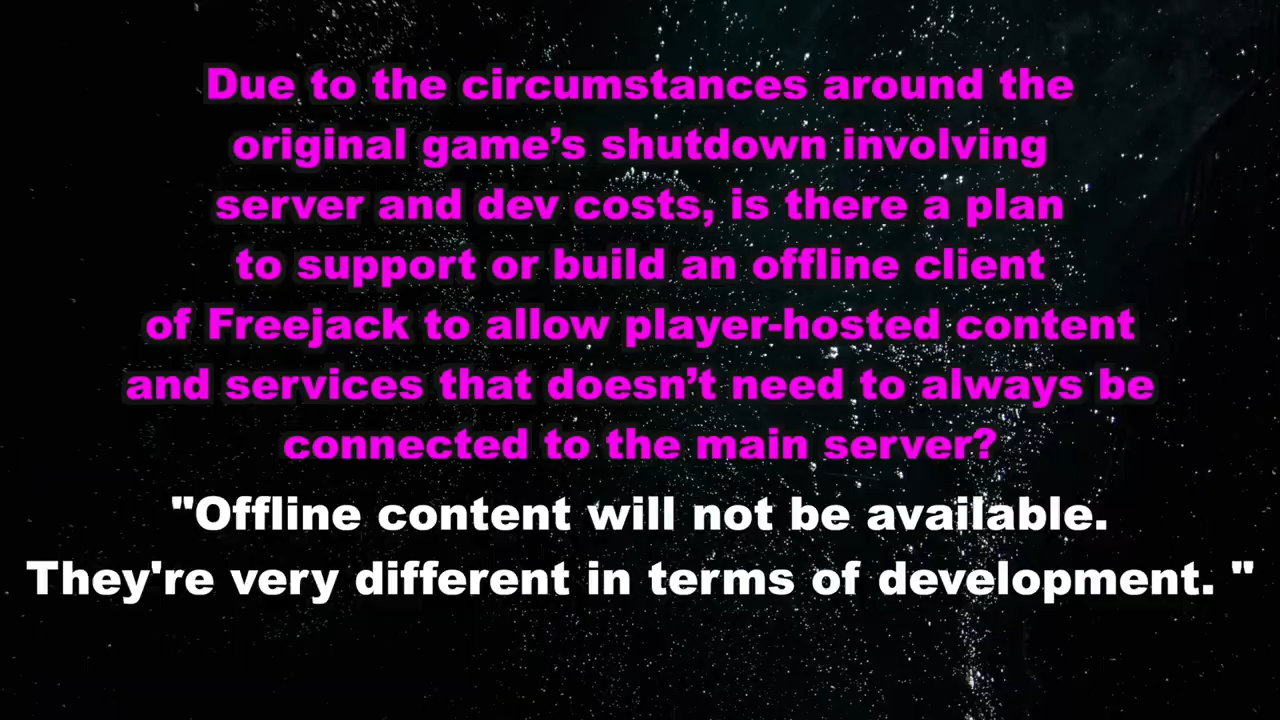 Due to the circumstances around the
original game’s shutdown involving
server and dev costs, is there a plan
to support or build an offline client
of Freejack to allow player-hosted content
and services that doesn’t need to always be
connected to the main server?
"Offline content will not be available.
They're very different in terms of development. "